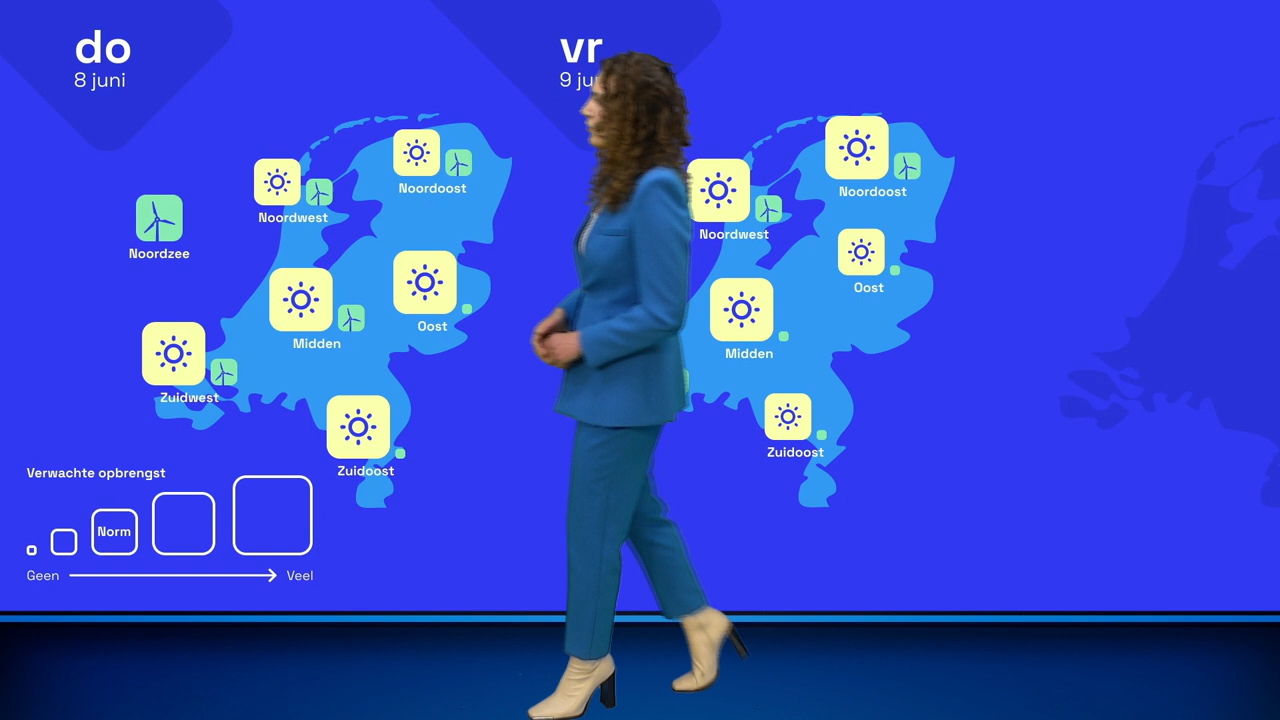 do
8 juni
Noordzee
Noordwest
Noordoost
Midden
Oost
Zuidwest
Zuidoost
vr
9
Noordwest
Noordoost
Oost
Midden
Zuidoost
Verwachte opbrengst
Norm
Geen
Veel